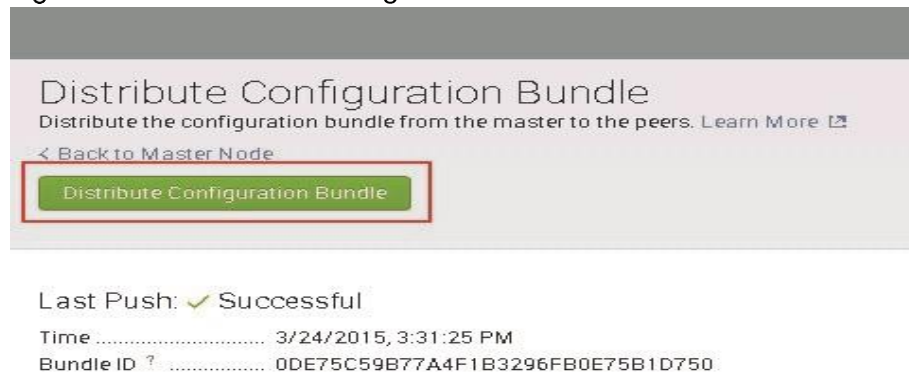 Distribute Configuration Bundle
Distribute the configuration bundle from the master to the peers. Learn More
< Back to Master Node
Distribute Configuration Bundle
Last Push: ✓ Successful
Time ............................ 3/24/2015, 3:31:25 PM
Bundle ID ? ................ 0DE75C59B77A4F1B3296FB0E75B1D750